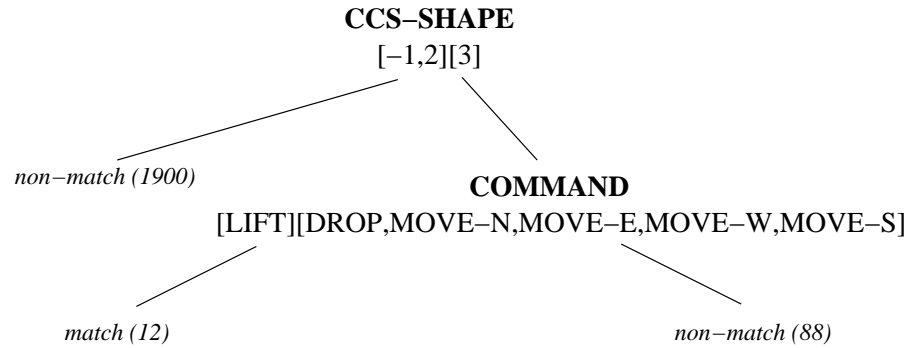 CCS–SHAPE
[–1,2][3]
non–match (1900)
COMMAND
[LIFT][DROP,MOVE–N,MOVE–E,MOVE–W,MOVE–S]
match (12)
non–match (88)